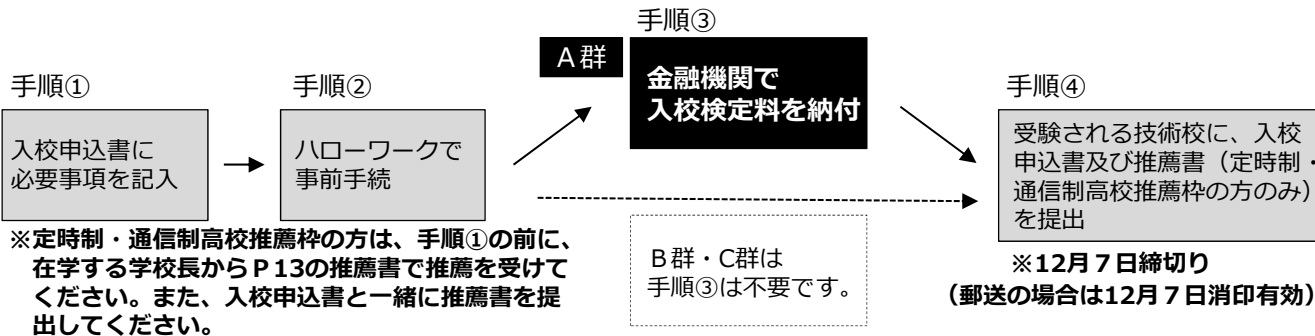 手順①
入校申込書に
必要事項を記入
手順②
ハローワークで
事前手続
A群
手順③
金融機関で
入校検定料を納付
B群・C群は
手順③は不要です。
手順④
受験される技術校に、入校
申込書及び推薦書（定時制・
通信制高校推薦枠の方のみ）
を提出
※12月７日締切り
（郵送の場合は12月７日消印有効）
※定時制・通信制高校推薦枠の方は、手順①の前に、
在学する学校長からＰ13の推薦書で推薦を受けて
ください。また、入校申込書と一緒に推薦書を提
出してください。